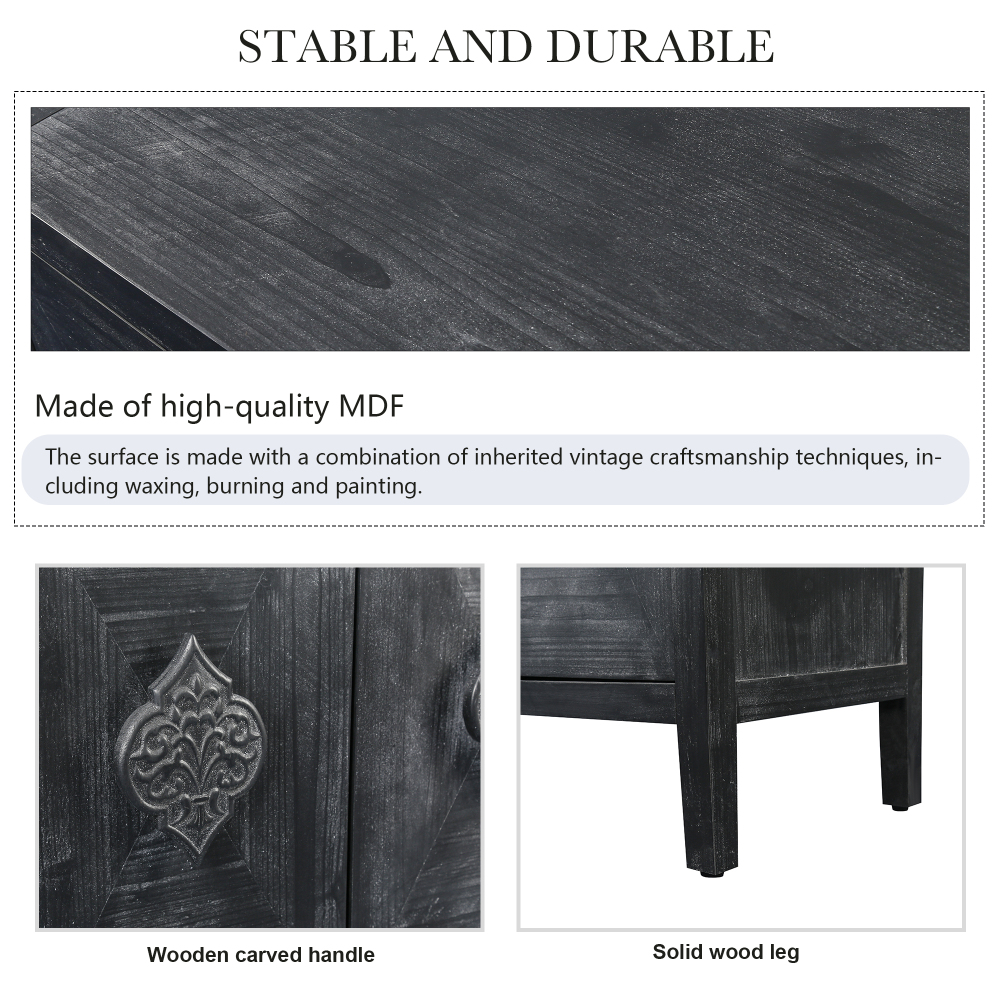 STABLE AND DURABLE
Made of high-quality MDF
The surface is made with a combination of inherited vintage craftsmanship techniques, in-
cluding waxing, burning and painting.
Wooden carved handle
Solid wood leg